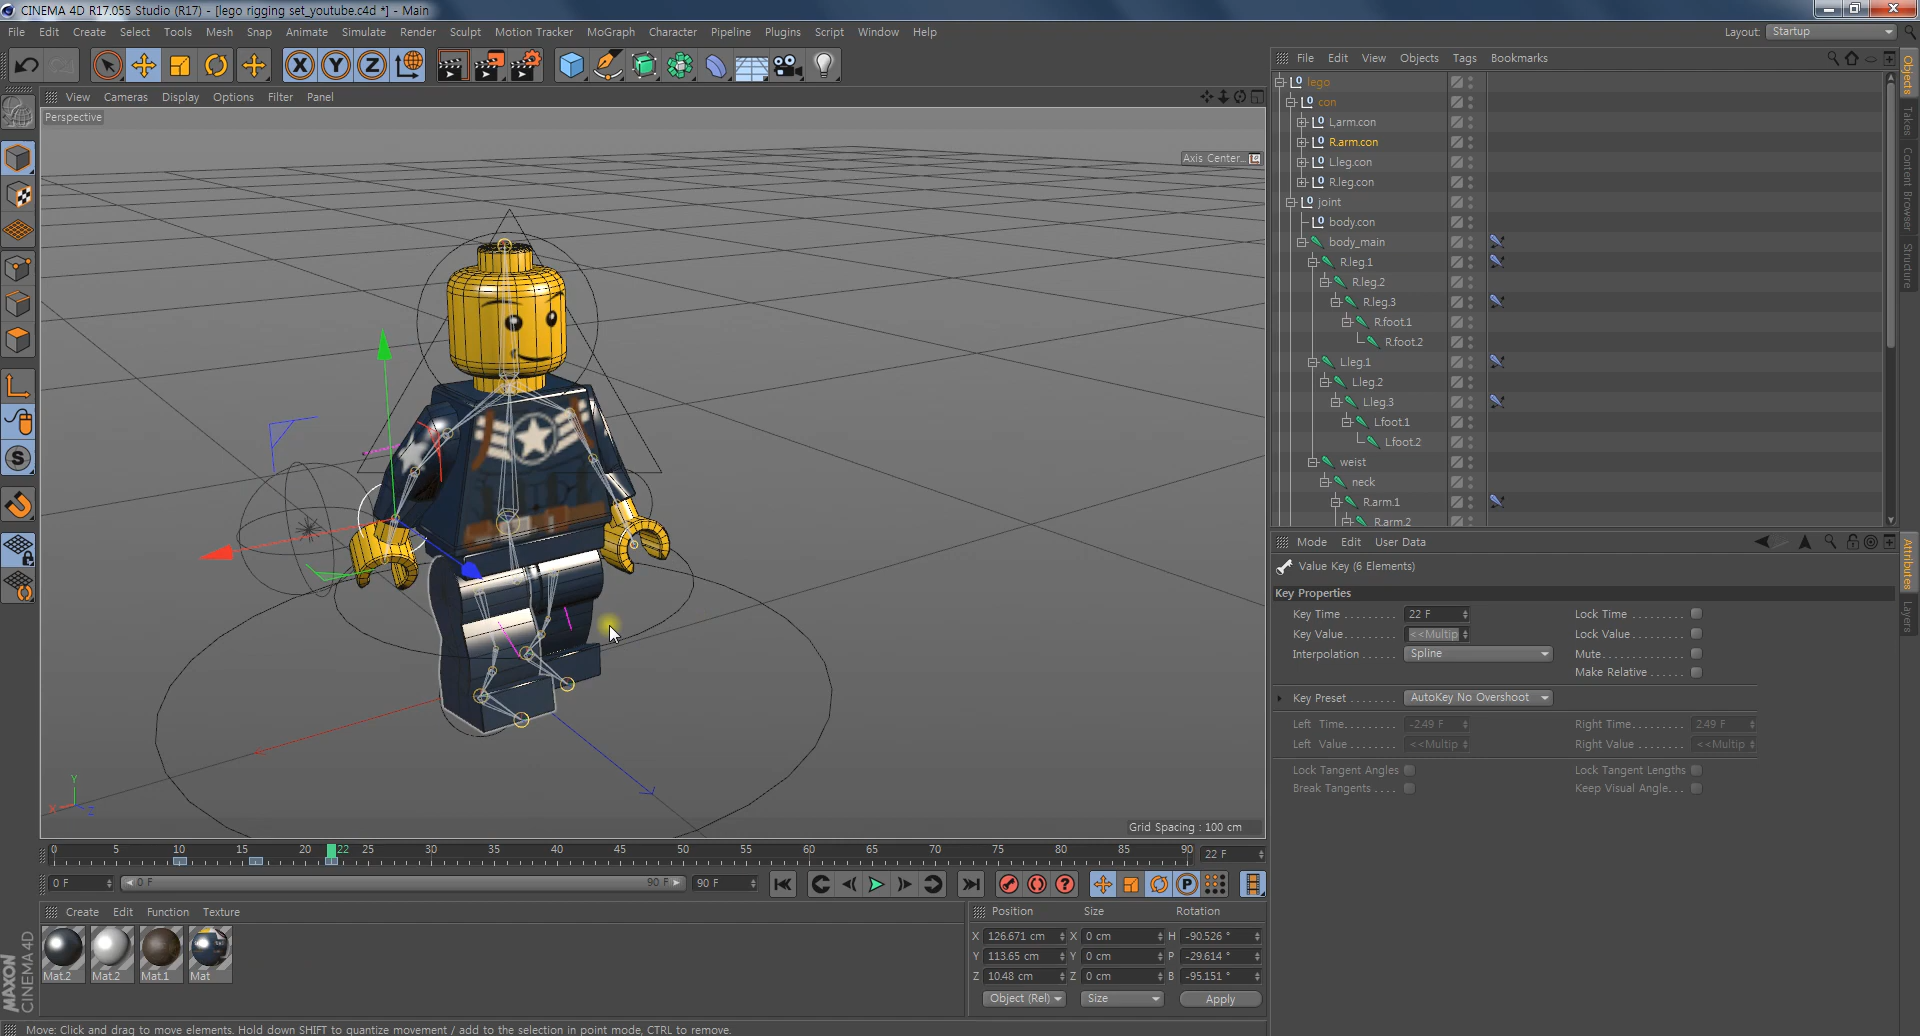 CINEMA 4D R17.055 Studio (R17) - [lego rigging set_youtube.c4d *] - Main
File Edit Create Select Tools Mesh Snap Animate Simulate Render Sculpt Motion Tracker MoGraph Character Pipeline Plugins Script Window Help
Layout: Startup
View Cameras Display Options Filter Panel
Perspective
Axis Center...
Grid Spacing : 100 cm
File Edit View Objects Tags Bookmarks
lego
con
L.arm.con
R.arm.con
L.leg.con
R.leg.con
joint
body.con
body_main
R.leg.1
R.leg.2
R.leg.3
R.foot.1
R.foot.2
L.leg.1
L.leg.2
L.leg.3
L.foot.1
L.foot.2
weist
neck
R.arm.1
R.arm.2
Objects
Takes
Content Browser
Structure
Mode Edit User Data
Value Key (6 Elements)
Key Properties
Key Time 22 F Lock Time
Key Value <<Multip Lock Value
Interpolation Spline Mute
Make Relative
Key Preset AutoKey No Overshoot
Left Time -2.49 F Right Time 2.49 F
Left Value <<Multip Right Value <<Multip
Lock Tangent Angles Lock Tangent Lengths
Break Tangents Keep Visual Angle
Attributes
Layers
0 5 10 15 20 22 25 30 35 40 45 50 55 60 65 70 75 80 85 90 22 F
0 F 0 F 90 F 90 F
Create Edit Function Texture
Mat.2 Mat.2 Mat.1 Mat
Position Size Rotation
X 126.671 cm X 0 cm H -90.526 °
Y 113.65 cm Y 0 cm P -29.614 °
Z 10.48 cm Z 0 cm B -95.151 °
Object (Rel) Size Apply
MAXON
CINEMA 4D
Move: Click and drag to move elements. Hold down SHIFT to quantize movement / add to the selection in point mode, CTRL to remove.